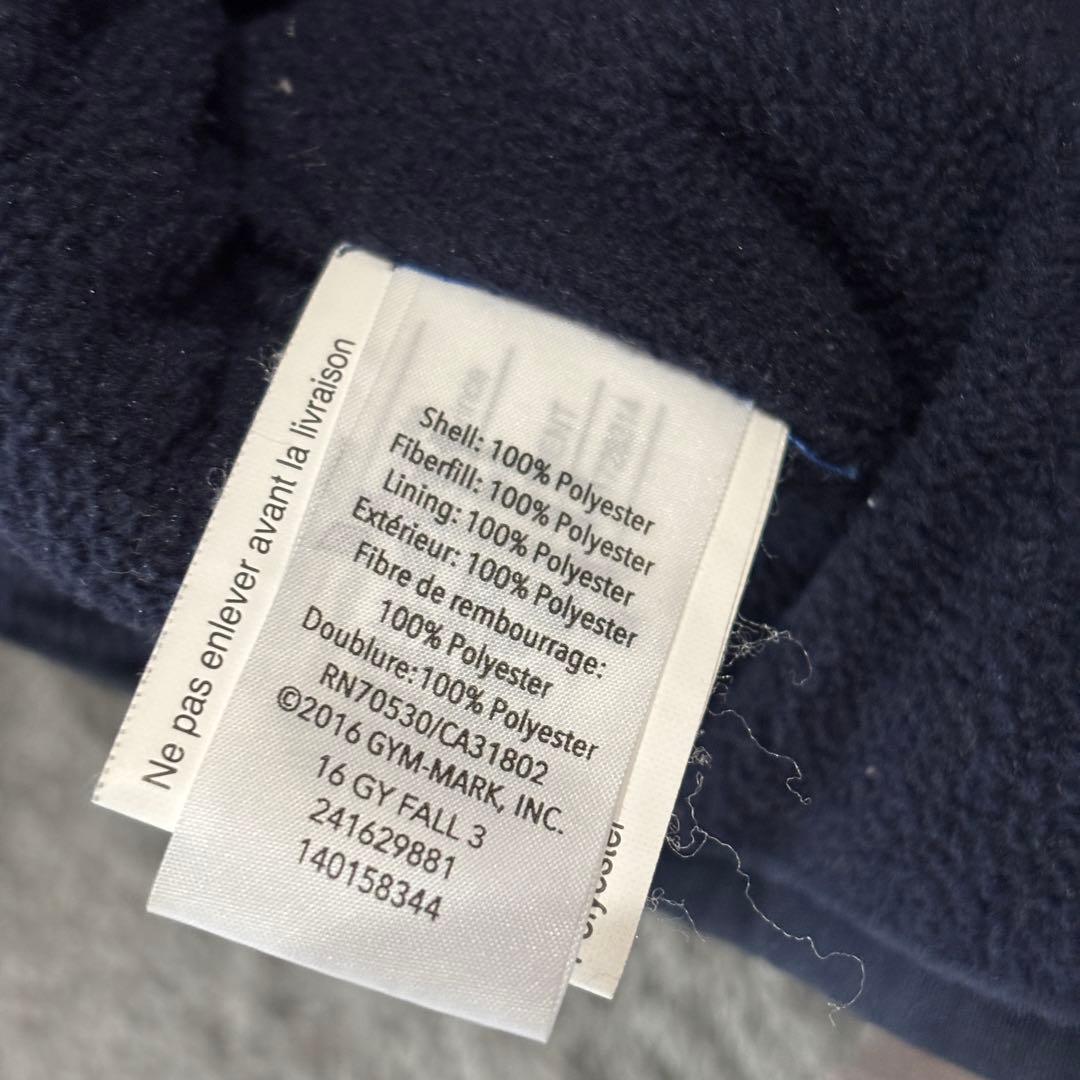 Ne pas enlever avant la livraison
Shell: 100% Polyester
Fiberfill: 100% Polyester
Lining: 100% Polyester
Extérieur: 100% Polyester
Fibre de rembourrage:
100% Polyester
Doublure:100% Polyester
RN70530/CA31802
©2016 GYM-MARK, INC.
16 GY FALL 3
241629881
140158344